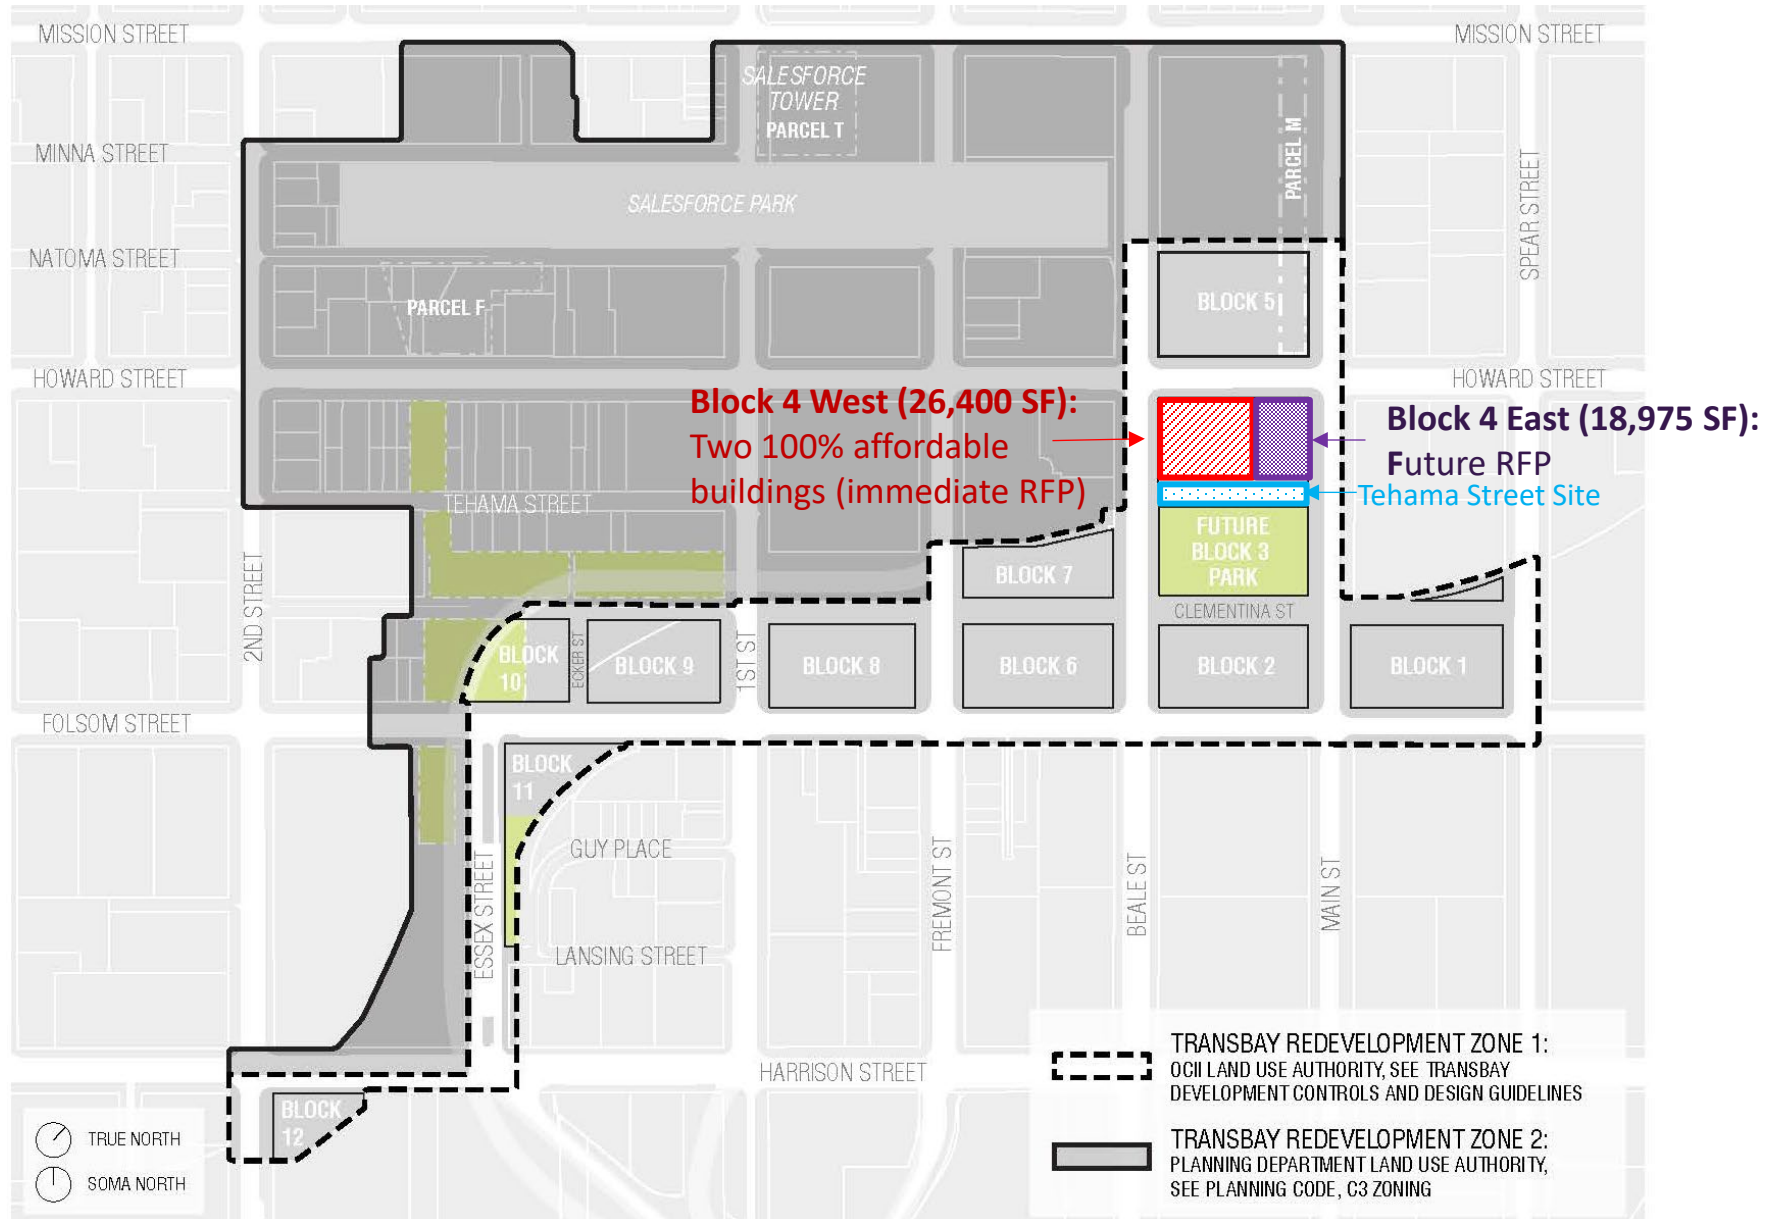 MISSION STREET
MISSION STREET
SALESFORCE
TOWER
PARCEL T
MINNA STREET
PARCEL M
SPEAR STREET
SALESFORCE PARK
NATOMA STREET
PARCEL F
BLOCK 5
HOWARD STREET
HOWARD STREET
Block 4 West (26,400 SF):
Two 100% affordable
buildings (immediate RFP)
Block 4 East (18,975 SF):
Future RFP
Tehama Street Site
TEHAMA STREET
FUTURE
BLOCK 3
PARK
BLOCK 7
CLEMENTINA ST
2ND STREET
BLOCK
10
ECKER ST
BLOCK 9
1ST ST
BLOCK 8
BLOCK 6
BLOCK 2
BLOCK 1
FOLSOM STREET
BLOCK
11
GUY PLACE
ESSEX STREET
LANSING STREET
FREMONT ST
BEALE ST
MAIN ST
HARRISON STREET
BLOCK
12
TRUE NORTH
SOMA NORTH
TRANSBAY REDEVELOPMENT ZONE 1:
OCII LAND USE AUTHORITY, SEE TRANSBAY
DEVELOPMENT CONTROLS AND DESIGN GUIDELINES
TRANSBAY REDEVELOPMENT ZONE 2:
PLANNING DEPARTMENT LAND USE AUTHORITY,
SEE PLANNING CODE, C3 ZONING